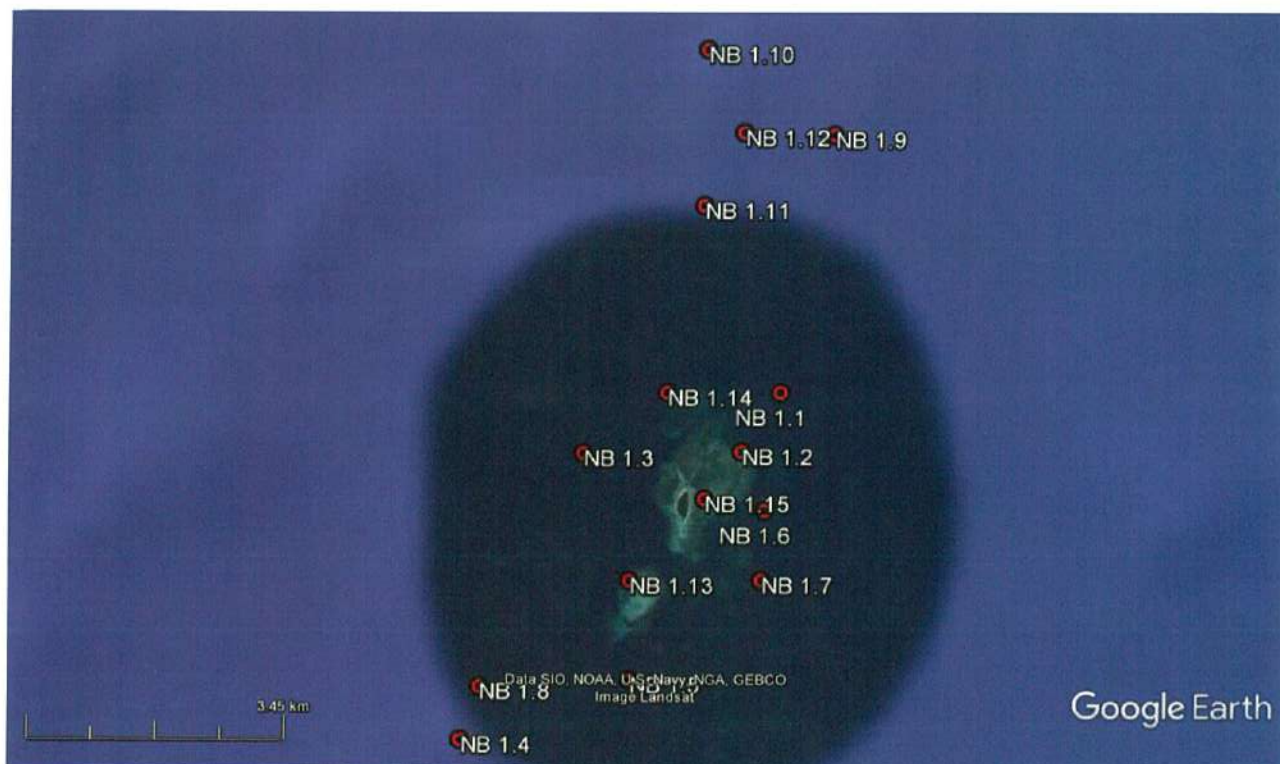 NB 1.10
NB 1.12
NB 1.9
NB 1.11
NB 1.14
NB 1.1
NB 1.3
NB 1.2
NB 1.15
NB 1.6
NB 1.13
NB 1.7
Data SIO, NOAA, U.S. Navy, NGA, GEBCO
Image Landsat
NB 1.8
3.45 km
Google Earth
NB 1.4